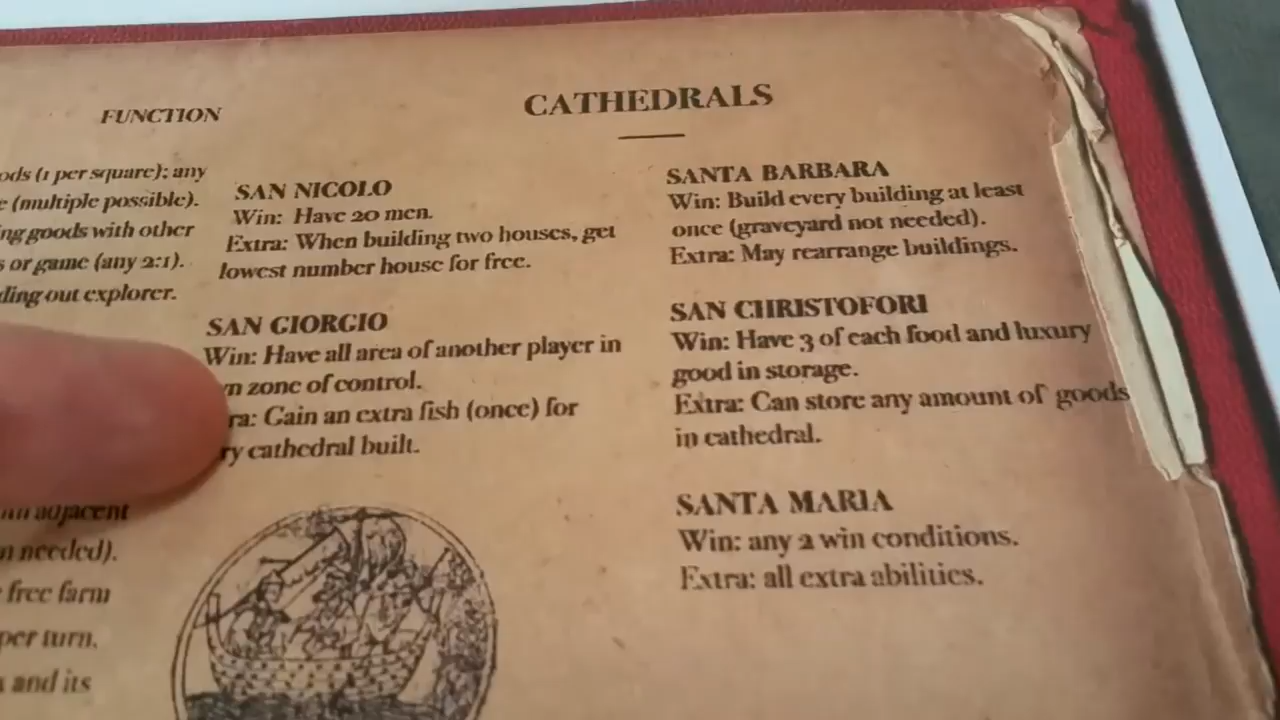 FUNCTION
(1 per square); any
(multiple possible).
goods with other
or game (any 2:1).
out explorer.
adjacent
needed).
free farm
per turn.
and its
CATHEDRALS
SAN NICOLO
Win: Have 20 men.
Extra: When building two houses, get
lowest number house for free.
SAN GIORGIO
Win: Have all area of another player in
zone of control.
Gain an extra fish (once) for
cathedral built.
SANTA BARBARA
Win: Build every building at least
once (graveyard not needed).
Extra: May rearrange buildings.
SAN CHRISTOFORI
Win: Have 3 of each food and luxury
good in storage.
Extra: Can store any amount of goods
in cathedral.
SANTA MARIA
Win: any 2 win conditions.
Extra: all extra abilities.